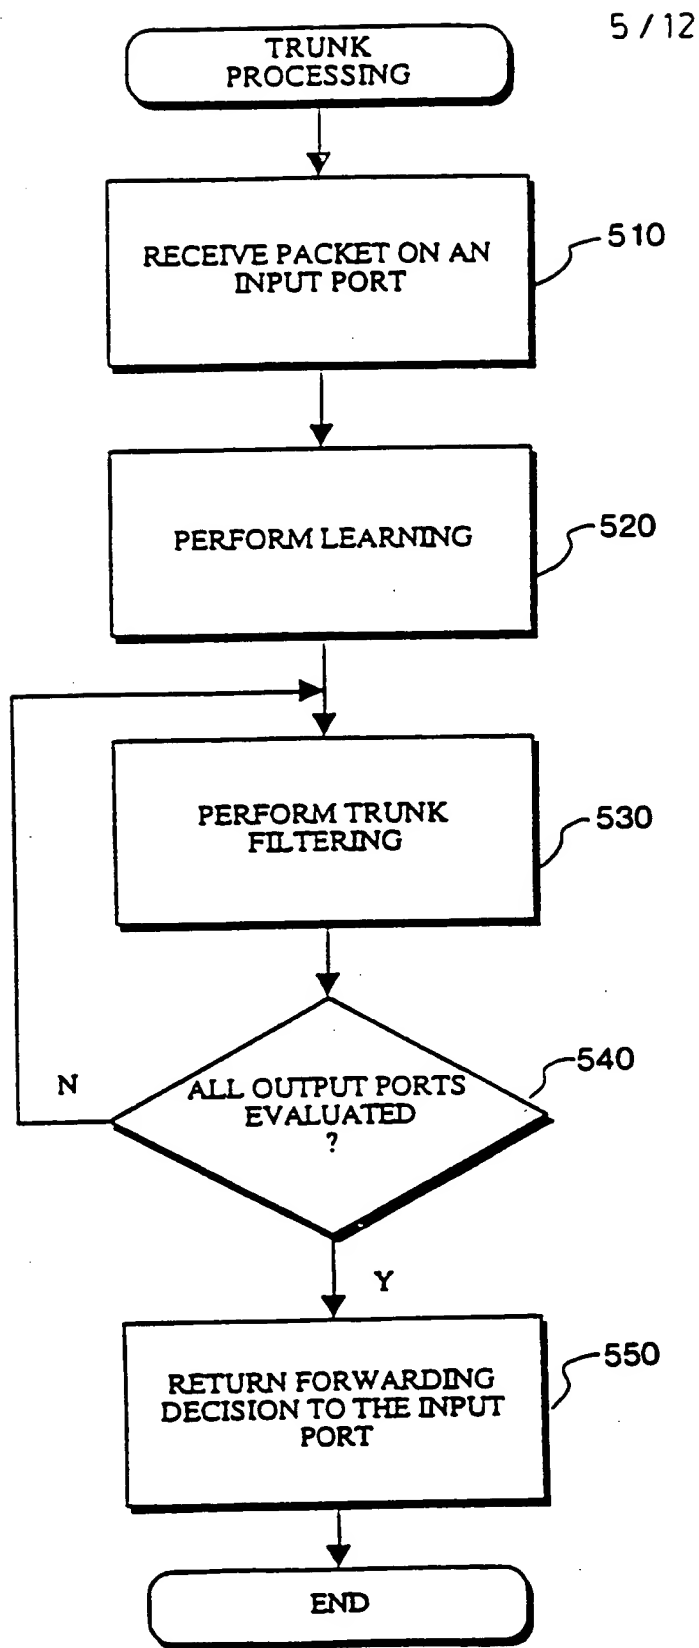 5 / 12
TRUNK
PROCESSING
RECEIVE PACKET ON AN
INPUT PORT
510
PERFORM LEARNING
520
PERFORM TRUNK
FILTERING
530
ALL OUTPUT PORTS
EVALUATED
?
540
N
Y
RETURN FORWARDING
DECISION TO THE INPUT
PORT
550
END